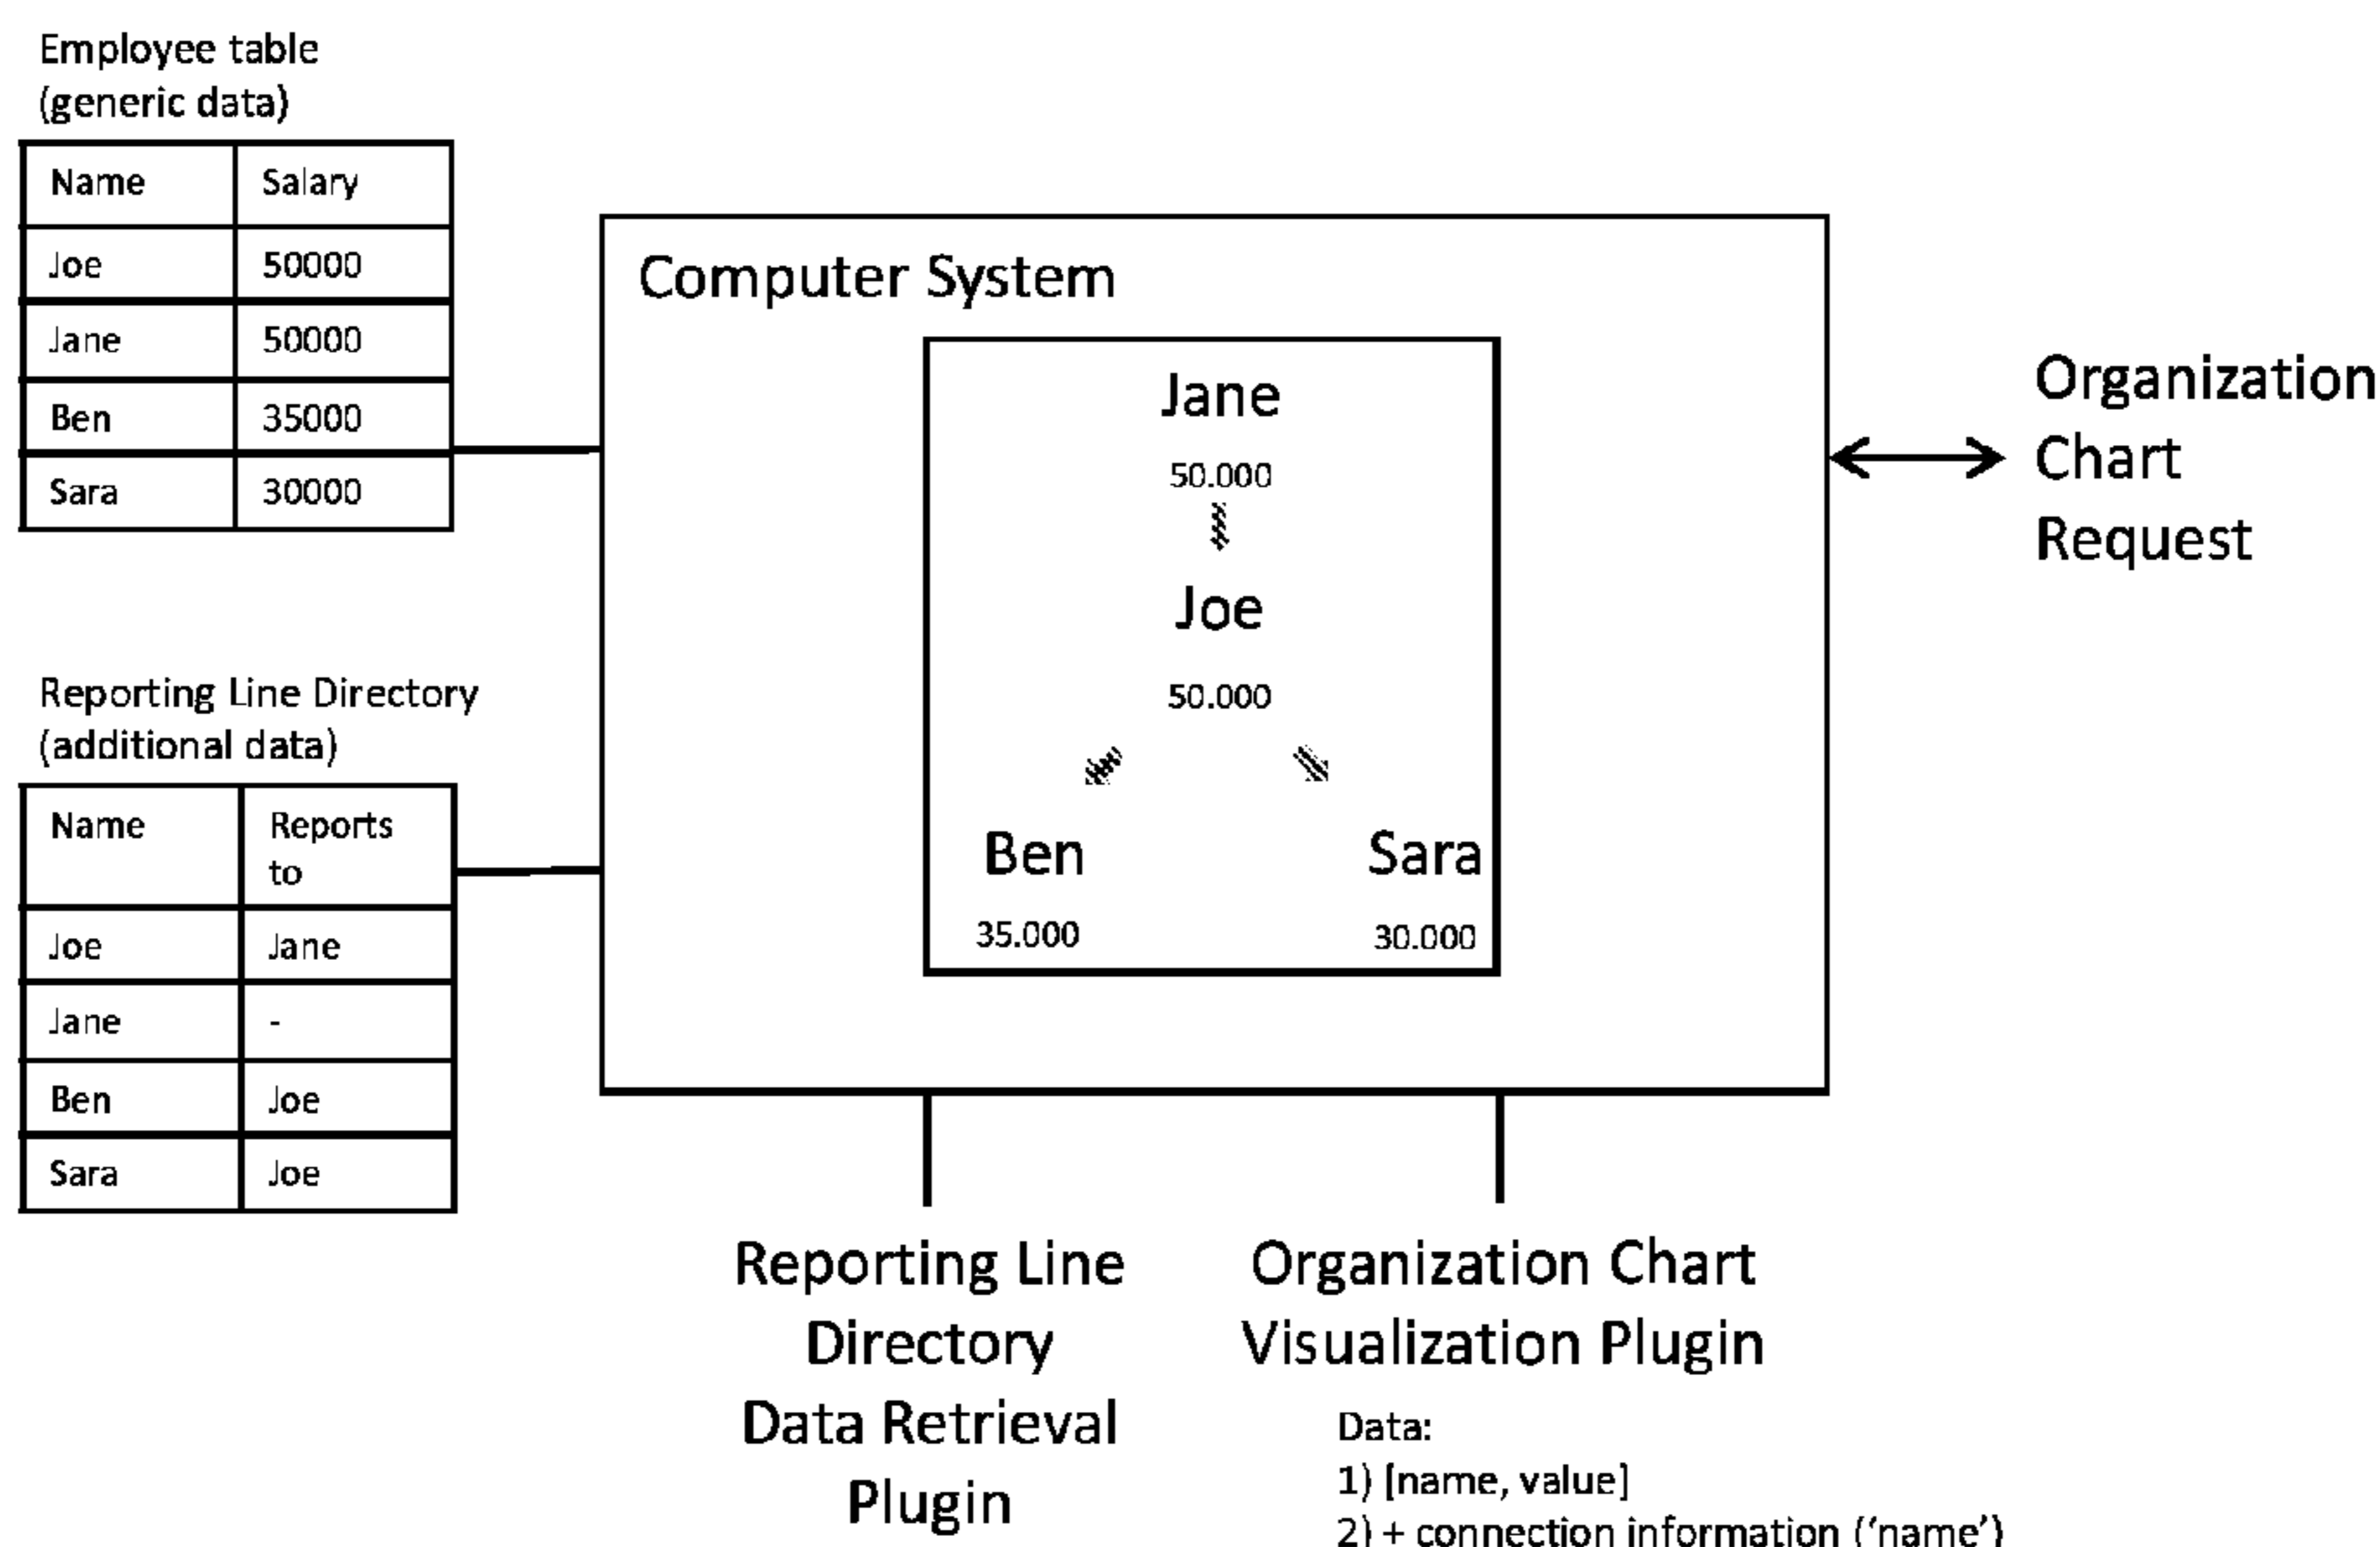 Employee table
(generic data)
Name Salary
Joe 50000
Jane 50000
Ben 35000
Sara 30000
Reporting Line Directory
(additional data)
Name Reports
to
Joe Jane
Jane -
Ben Joe
Sara Joe
Computer System
Jane
50.000
Joe
50.000
Ben Sara
35.000 30.000
Organization
Chart
Request
Reporting Line
Directory
Data Retrieval
Plugin
Organization Chart
Visualization Plugin
Data:
1) [name, value]
2) + connection information (‘name’)